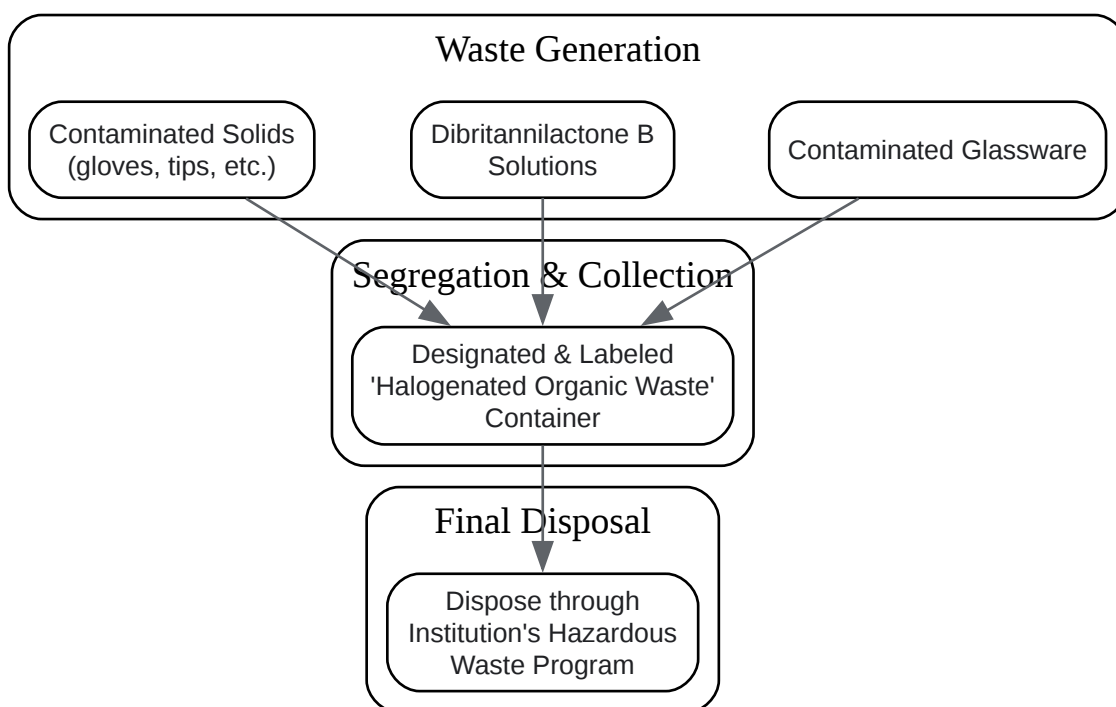 Waste Generation
Contaminated Solids
(gloves, tips, etc.)
Dibritannilactone B
Solutions
Contaminated Glassware
Segregation & Collection
Designated & Labeled
'Halogenated Organic Waste'
Container
Final Disposal
Dispose through
Institution's Hazardous
Waste Program